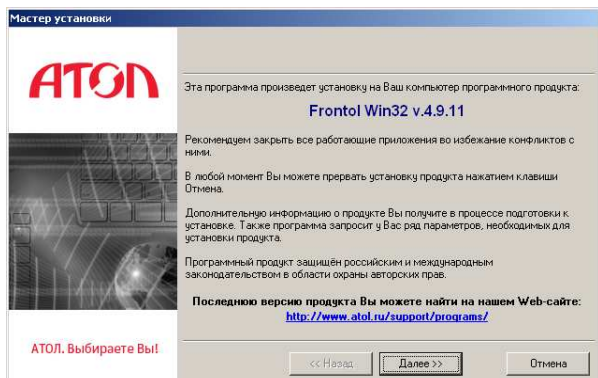 Мастер установки
АТОЛ
Эта программа произведет установку на Ваш компьютер программного продукта:
Frontol Win32 v.4.9.11
Рекомендуем закрыть все работающие приложения во избежание конфликтов с
ними.
В любой момент Вы можете прервать установку продукта нажатием клавиши
Отмена.
Дополнительную информацию о продукте Вы получите в процессе подготовки к
установке. Также программа запросит у Вас ряд параметров, необходимых для
установки продукта.
Программный продукт защищён российским и международным
законодательством в области охраны авторских прав.
Последнюю версию продукта Вы можете найти на нашем Web-сайте:
http://www.atol.ru/support/programs/
АТОЛ. Выбираете Вы!
<< Назад Далее >> Отмена